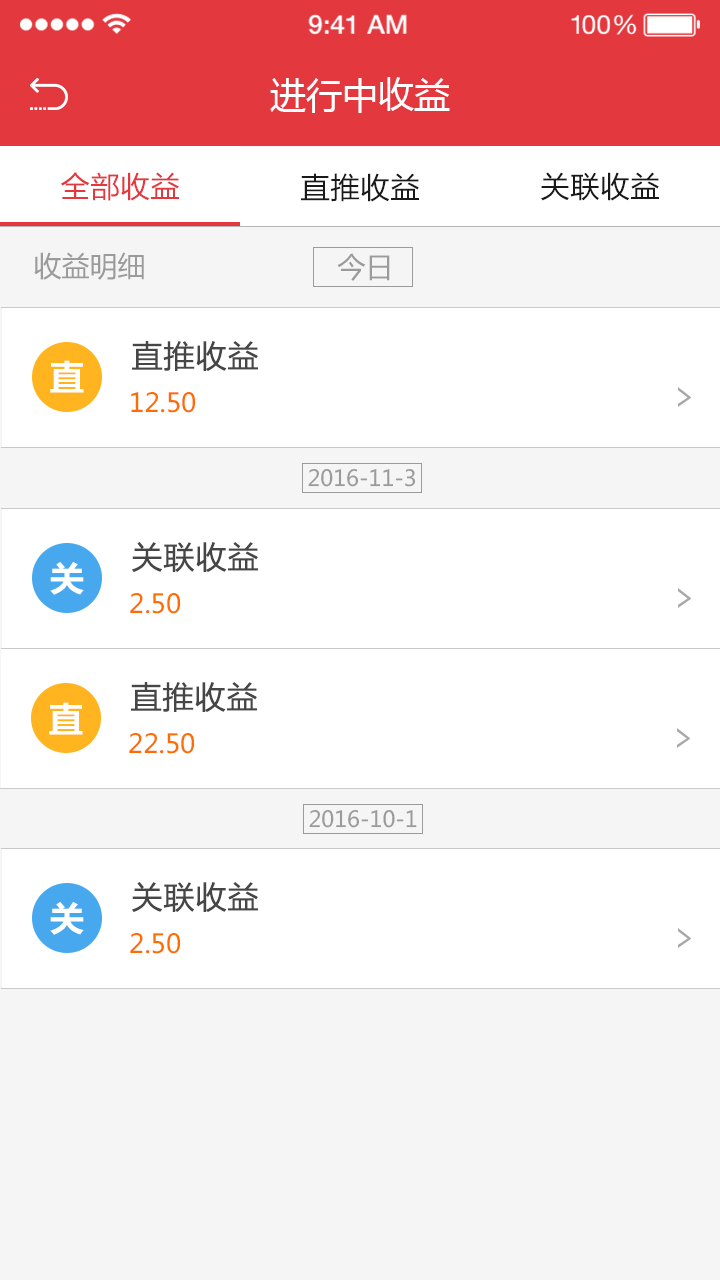 9:41 AM 100%
进行中收益
全部收益 直推收益 关联收益
收益明细 今日
直 直推收益
12.50
2016-11-3
关 关联收益
2.50
直 直推收益
22.50
2016-10-1
关 关联收益
2.50